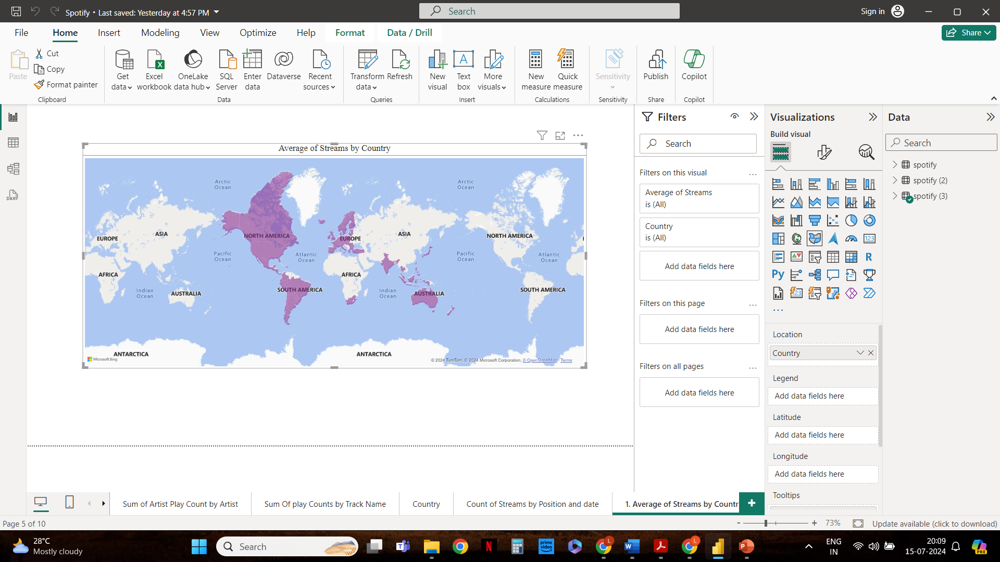 Spotify • Last saved: Yesterday at 4:57 PM
Search
Sign in
File
Home
Insert
Modeling
View
Optimize
Help
Format
Data / Drill
Share
Paste
Cut
Copy
Format painter
Clipboard
Get data
Excel workbook
OneLake data hub
SQL Server
Enter data
Dataverse
Recent sources
Data
Transform data
Refresh
Queries
New visual
Text box
More visuals
Insert
New measure
Quick measure
Calculations
Sensitivity
Sensitivity
Publish
Share
Copilot
Copilot
DAX
Average of Streams by Country
Arctic Ocean
Arctic Ocean
EUROPE
ASIA
NORTH AMERICA
EUROPE
ASIA
NORTH AMERICA
Pacific Ocean
Atlantic Ocean
Pacific Ocean
Atlantic Ocean
AFRICA
AFRICA
Indian Ocean
AUSTRALIA
SOUTH AMERICA
Indian Ocean
AUSTRALIA
SOUTH AMERICA
ANTARCTICA
ANTARCTICA
Microsoft Bing
© 2024 TomTom, © 2024 Microsoft Corporation, © OpenStreetMap Terms
Filters
Search
Filters on this visual
Average of Streams
is (All)
Country
is (All)
Add data fields here
Filters on this page
Add data fields here
Filters on all pages
Add data fields here
Visualizations
Build visual
123
R
Py
123
Location
Country
Legend
Add data fields here
Latitude
Add data fields here
Longitude
Add data fields here
Tooltips
Data
Search
spotify
spotify (2)
spotify (3)
Sum of Artist Play Count by Artist
Sum Of play Counts by Track Name
Country
Count of Streams by Position and date
1. Average of Streams by Countr
Page 5 of 10
- + 73%
Update available (click to download)
28°C
Mostly cloudy
Search
prime video
ENG
IN
20:09
15-07-2024
PRE